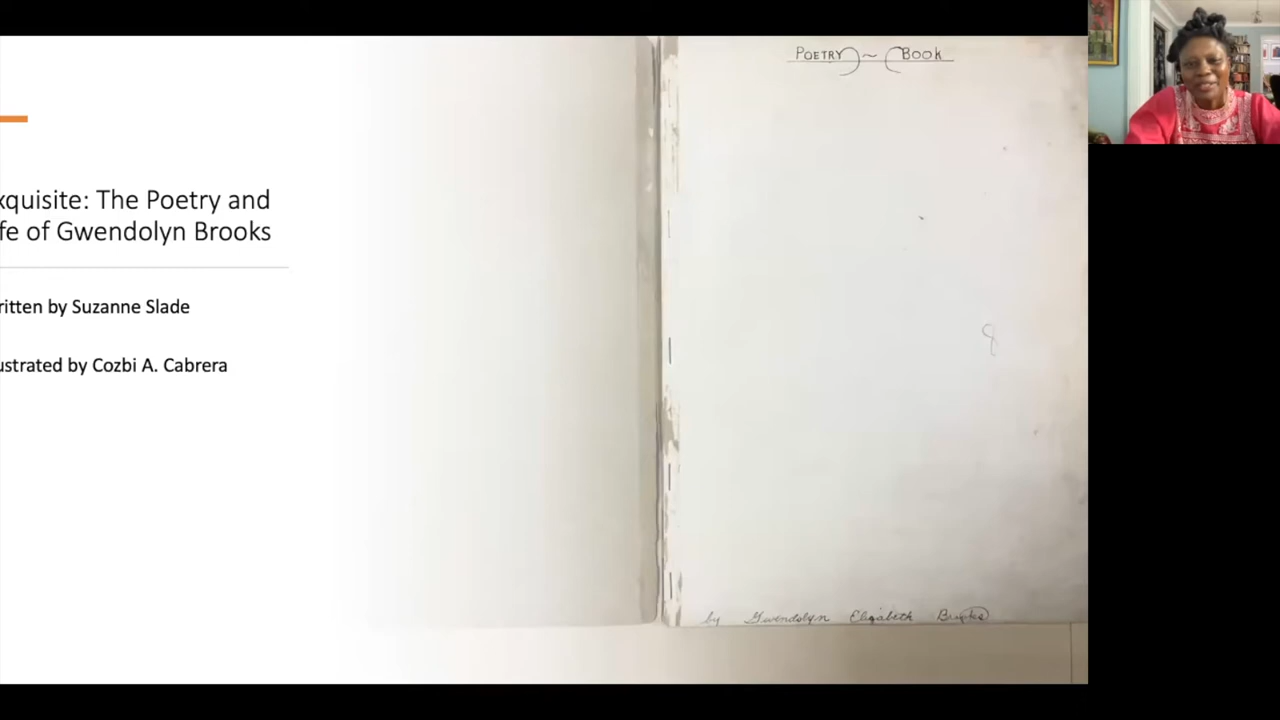 xquisite: The Poetry and
fe of Gwendolyn Brooks
ritten by Suzanne Slade
ustrated by Cozbi A. Cabrera
POETRY ~ BOOK
8
by Gwendolyn Elizabeth Brooks